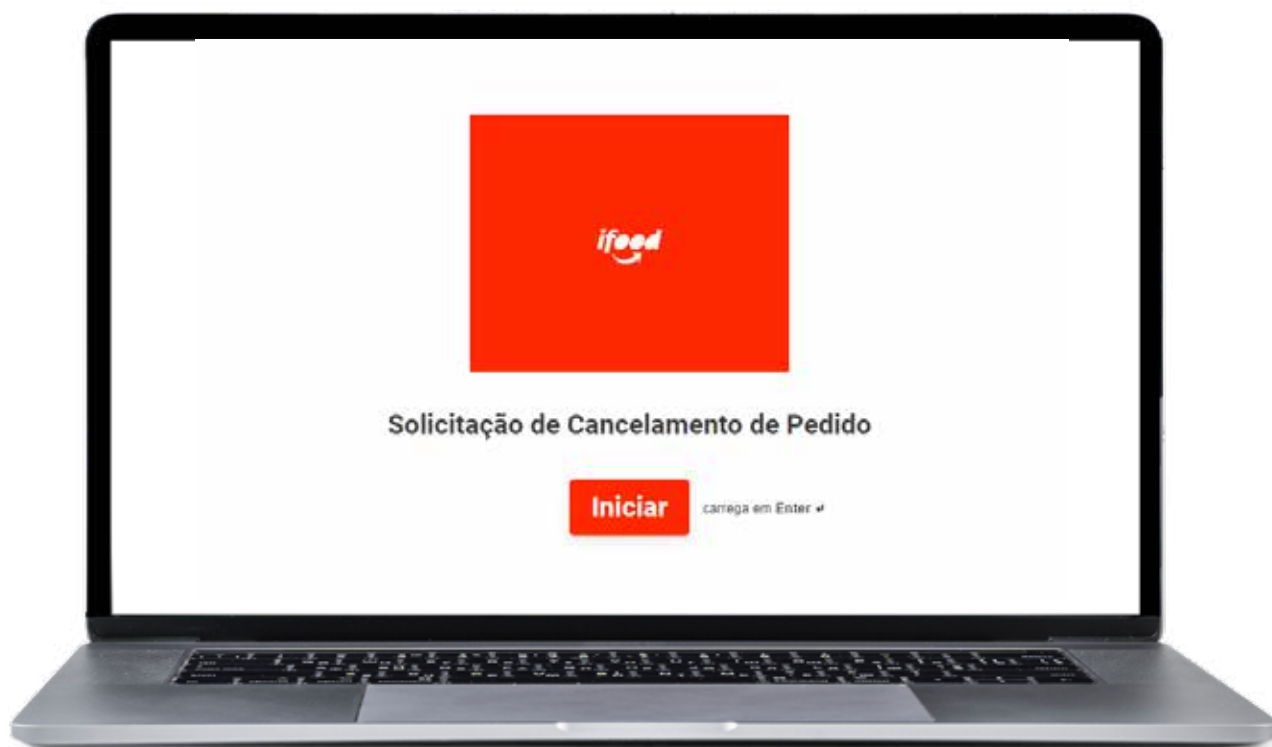 ifood
Solicitação de Cancelamento de Pedido
Iniciar carrega em Enter ↵